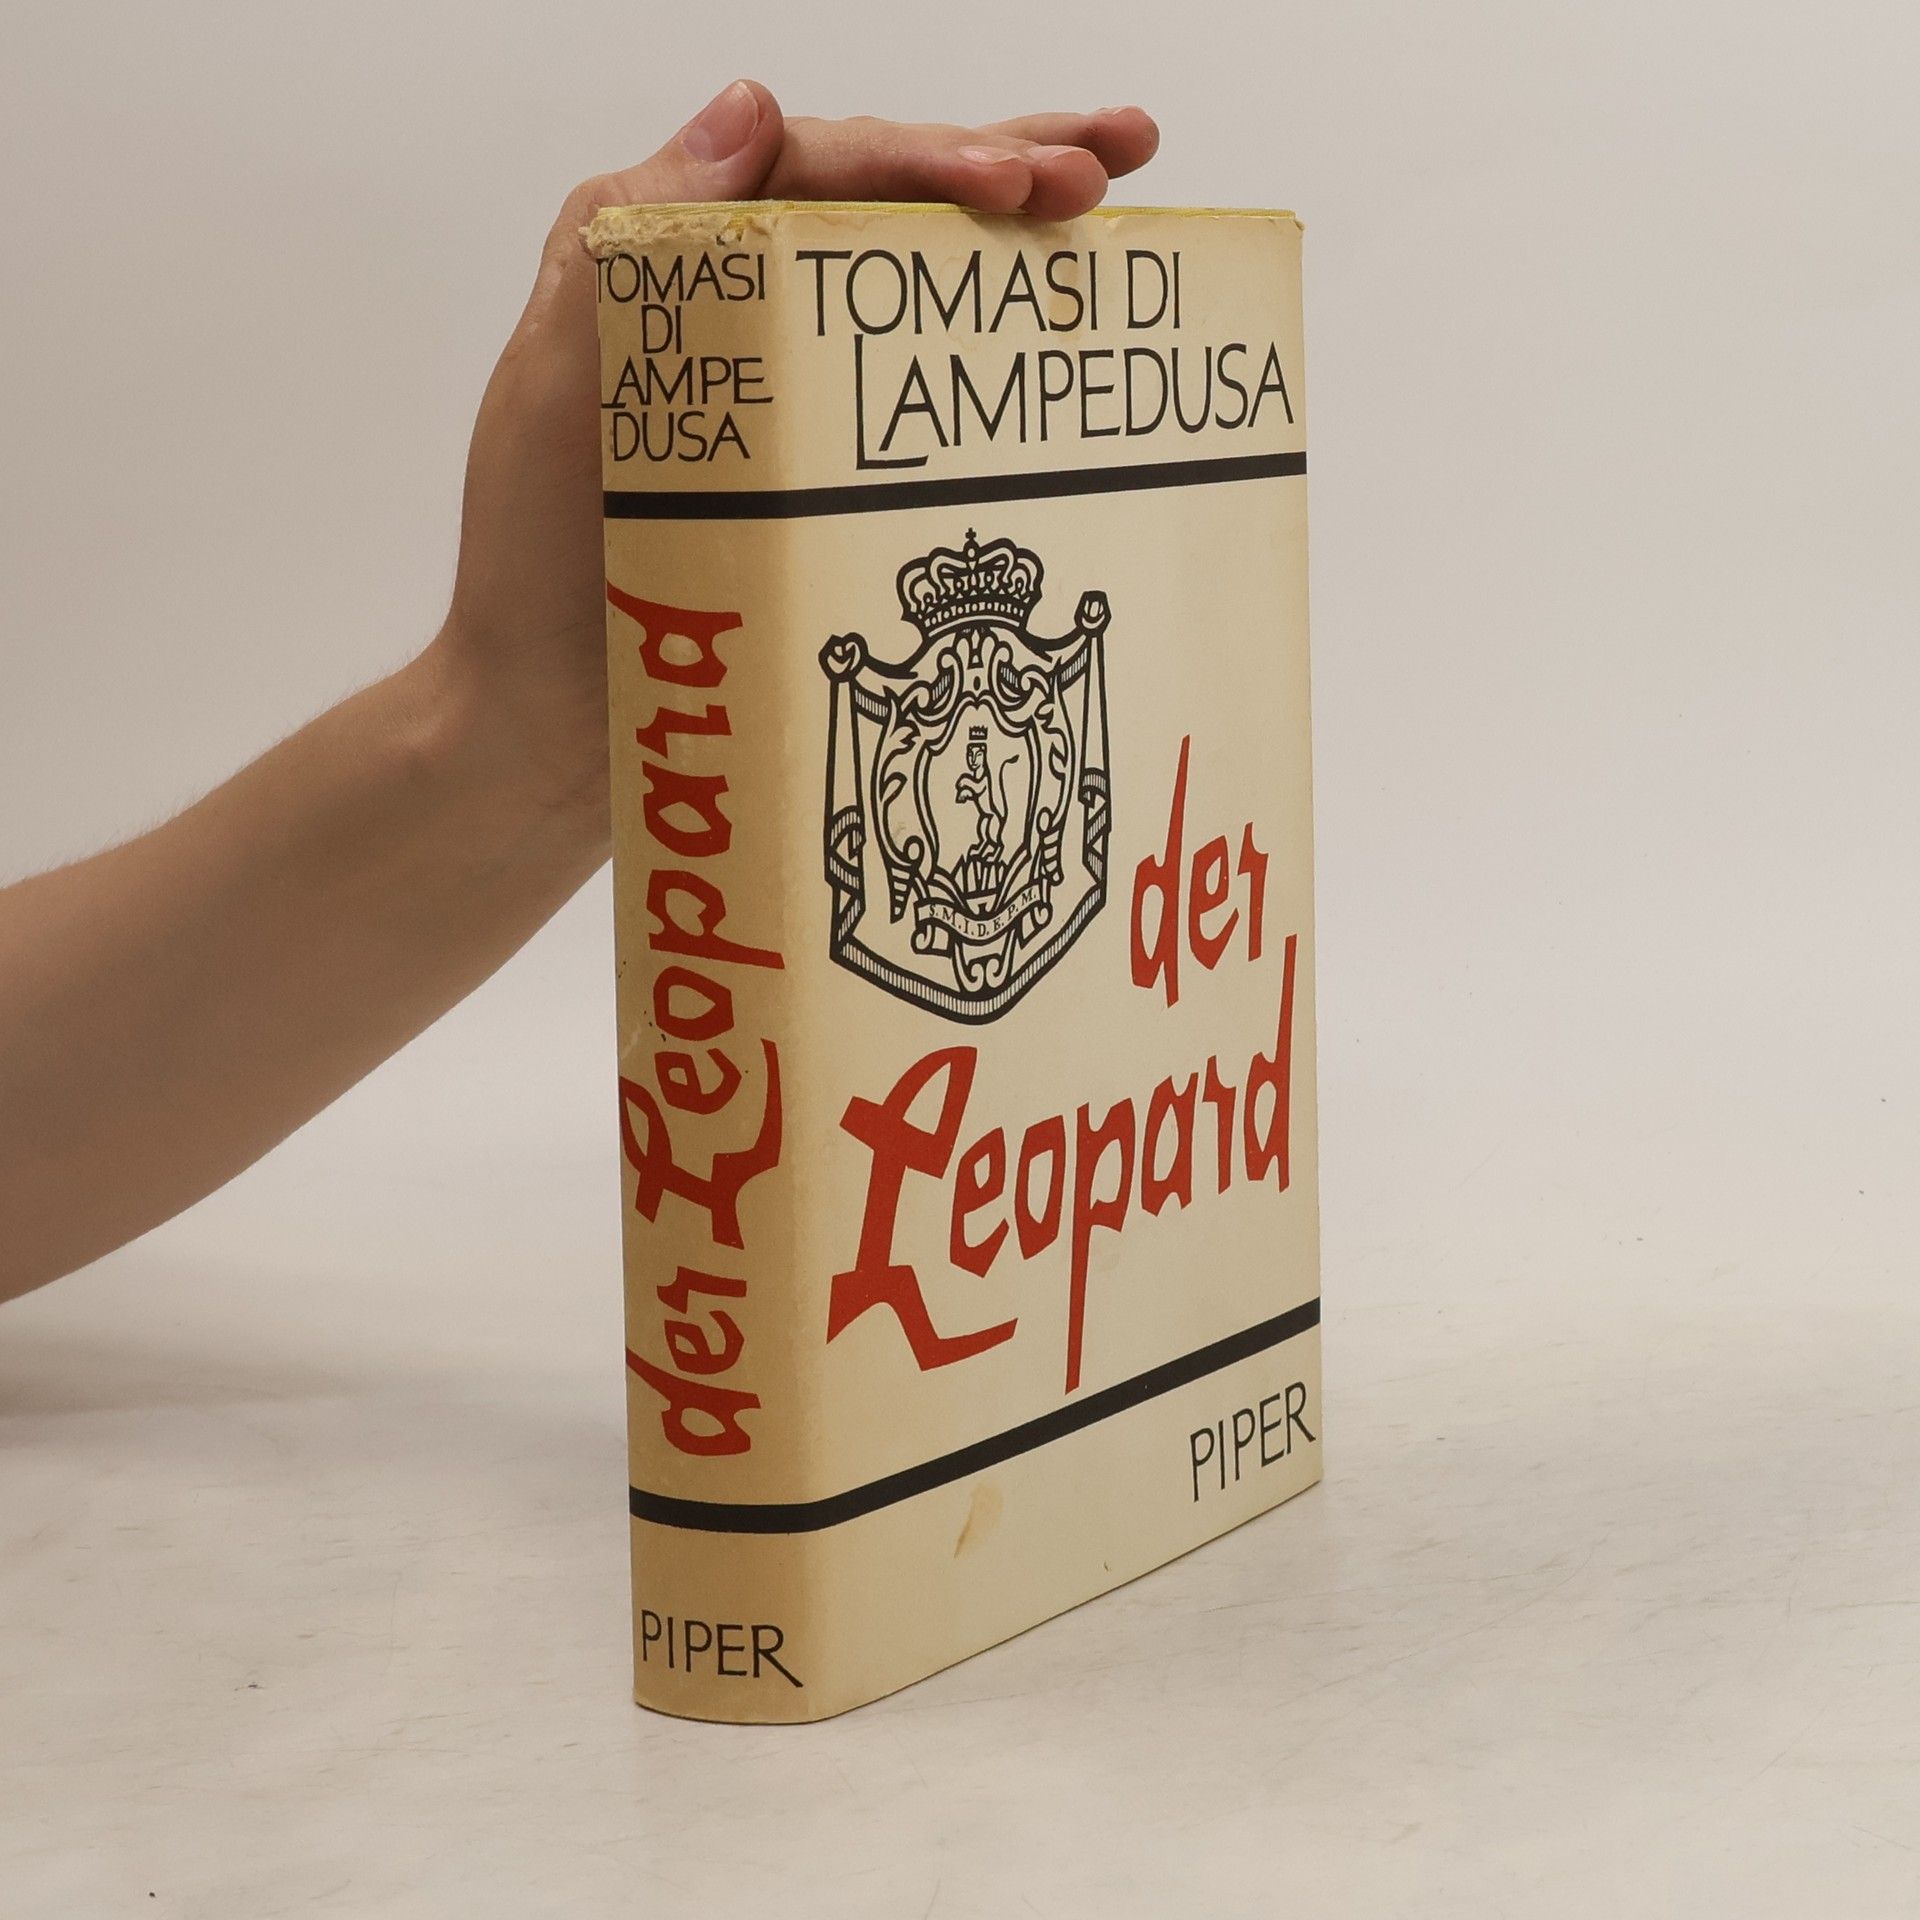 TOMASI
DI
LAMPE
DUSA
der Leopard
PIPER
TOMASI DI
LAMPEDUSA
S.M.I.D.E.P.M.
der
Leopard
PIPER